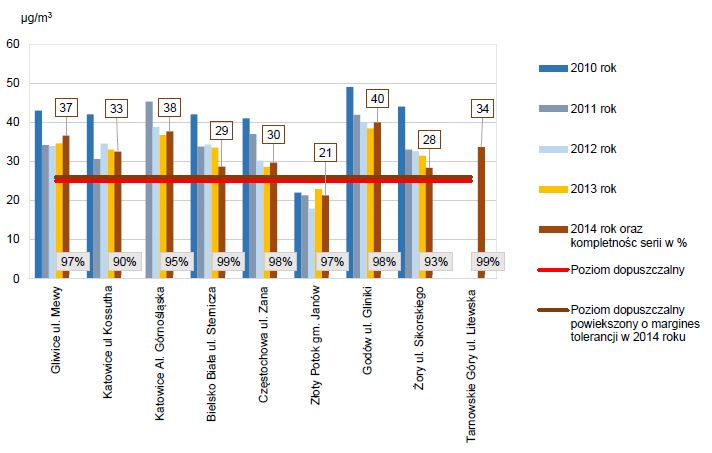 µg/m³
60
50
40
30
20
10
0
37
33
38
29
30
21
40
28
34
97%
90%
95%
99%
98%
97%
98%
93%
99%
Gliwice ul. Mewy
Katowice ul Kossutha
Katowice Al. Górnośląska
Bielsko Biała ul. Sternicza
Częstochowa ul. Zana
Złoty Potok gm. Janów
Godów ul. Gliniki
Żory ul. Sikorskiego
Tarnowskie Góry ul. Litewska
2010 rok
2011 rok
2012 rok
2013 rok
2014 rok oraz
kompletnośc serii w %
Poziom dopuszczalny
Poziom dopuszczalny
powiekszony o margines
tolerancji w 2014 roku